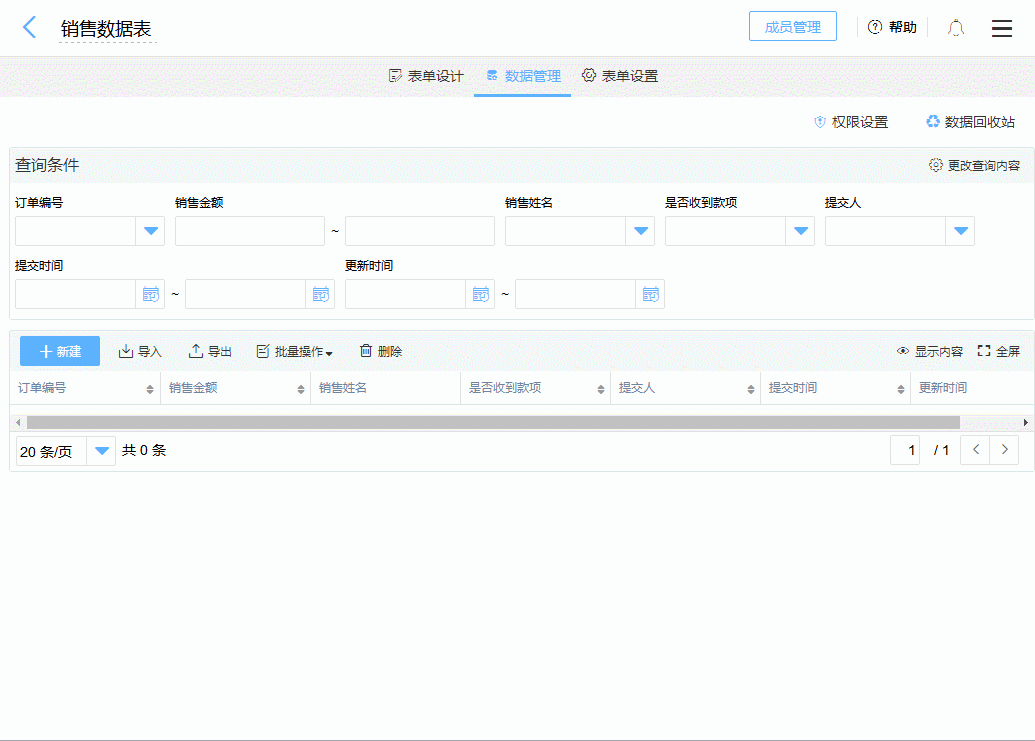 销售数据表 成员管理 帮助
表单设计 数据管理 表单设置
权限设置 数据回收站
查询条件 更改查询内容
订单编号 销售金额 销售姓名 是否收到款项 提交人
~
提交时间 更新时间
~ ~
新建 导入 导出 批量操作 删除 显示内容 全屏
订单编号 销售金额 销售姓名 是否收到款项 提交人 提交时间 更新时间
20 条/页 共 0 条 1 / 1